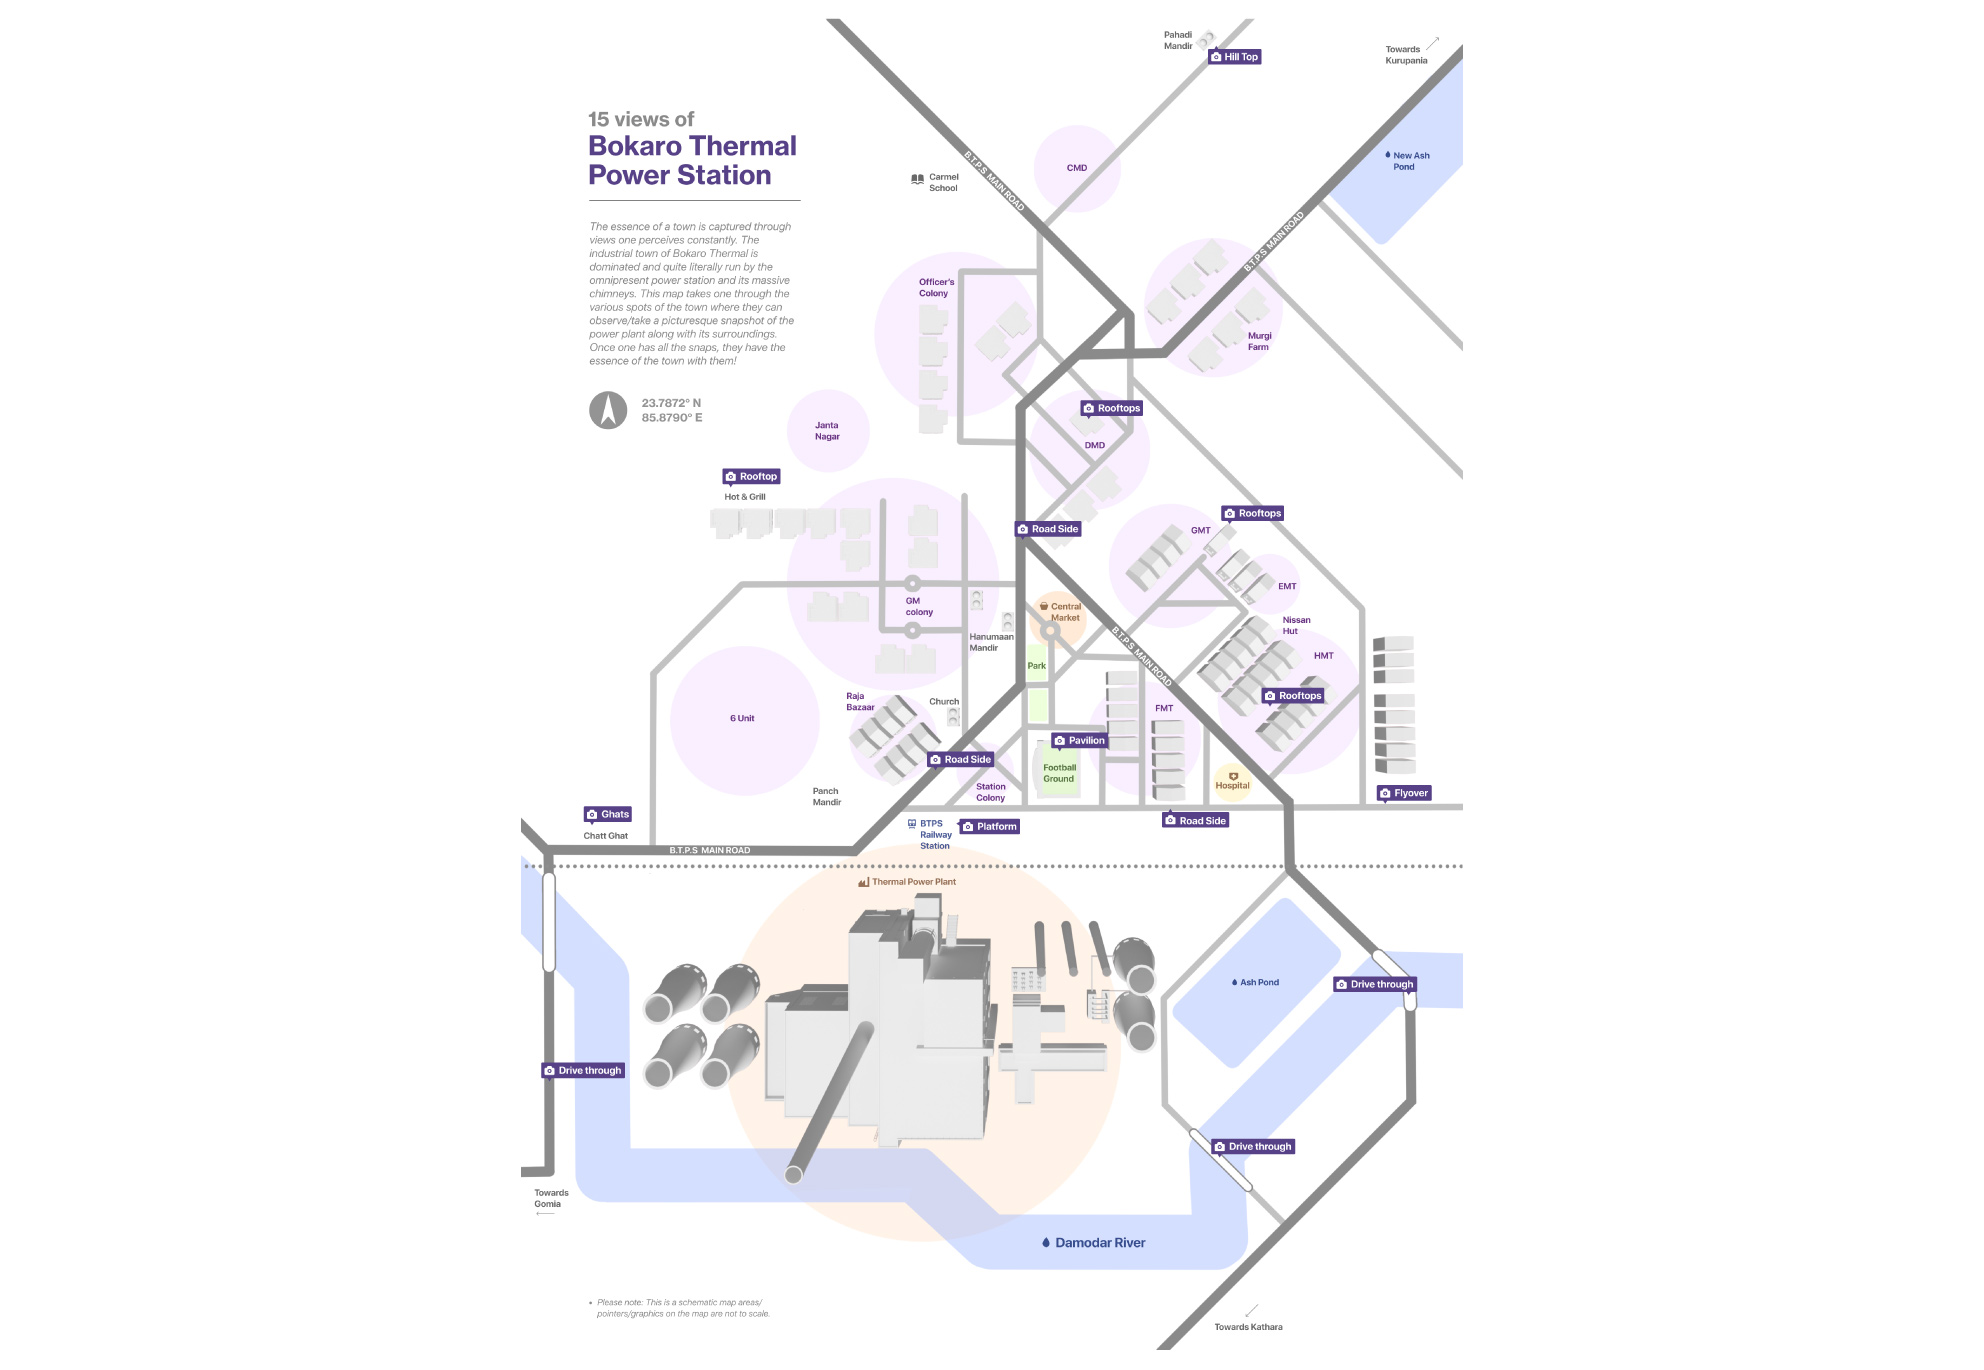 15 views of
Bokaro Thermal
Power Station
The essence of a town is captured through
views one perceives constantly. The
industrial town of Bokaro Thermal is
dominated and quite literally run by the
omnipresent power station and its massive
chimneys. This map takes one through the
various spots of the town where they can
observe/take a picturesque snapshot of the
power plant along with its surroundings.
Once one has all the snaps, they have the
essence of the town with them!
23.7872° N
85.8790° E
Pahadi
Mandir
Hill Top
Towards
Kurupania
New Ash
Pond
B.T.P.S MAIN ROAD
CMD
Carmel
School
B.T.P.S MAIN ROAD
Officer's
Colony
Murgi
Farm
Janta
Nagar
Rooftops
DMD
Rooftop
Hot & Grill
Road Side
GMT
Rooftops
EMT
GM
colony
Central
Market
Hanumaan
Mandir
Nissan
Hut
HMT
B.T.P.S MAIN ROAD
Park
Rooftops
Raja
Bazaar
Church
FMT
6 Unit
Pavilion
Road Side
Football
Ground
Station
Colony
Hospital
Panch
Mandir
Flyover
Ghats
Chatt Ghat
BTPS
Railway
Station
Platform
Road Side
B.T.P.S MAIN ROAD
Thermal Power Plant
Ash Pond
Drive through
Drive through
Drive through
Towards
Gomia
Damodar River
Please note: This is a schematic map areas/
pointers/graphics on the map are not to scale.
Towards Kathara